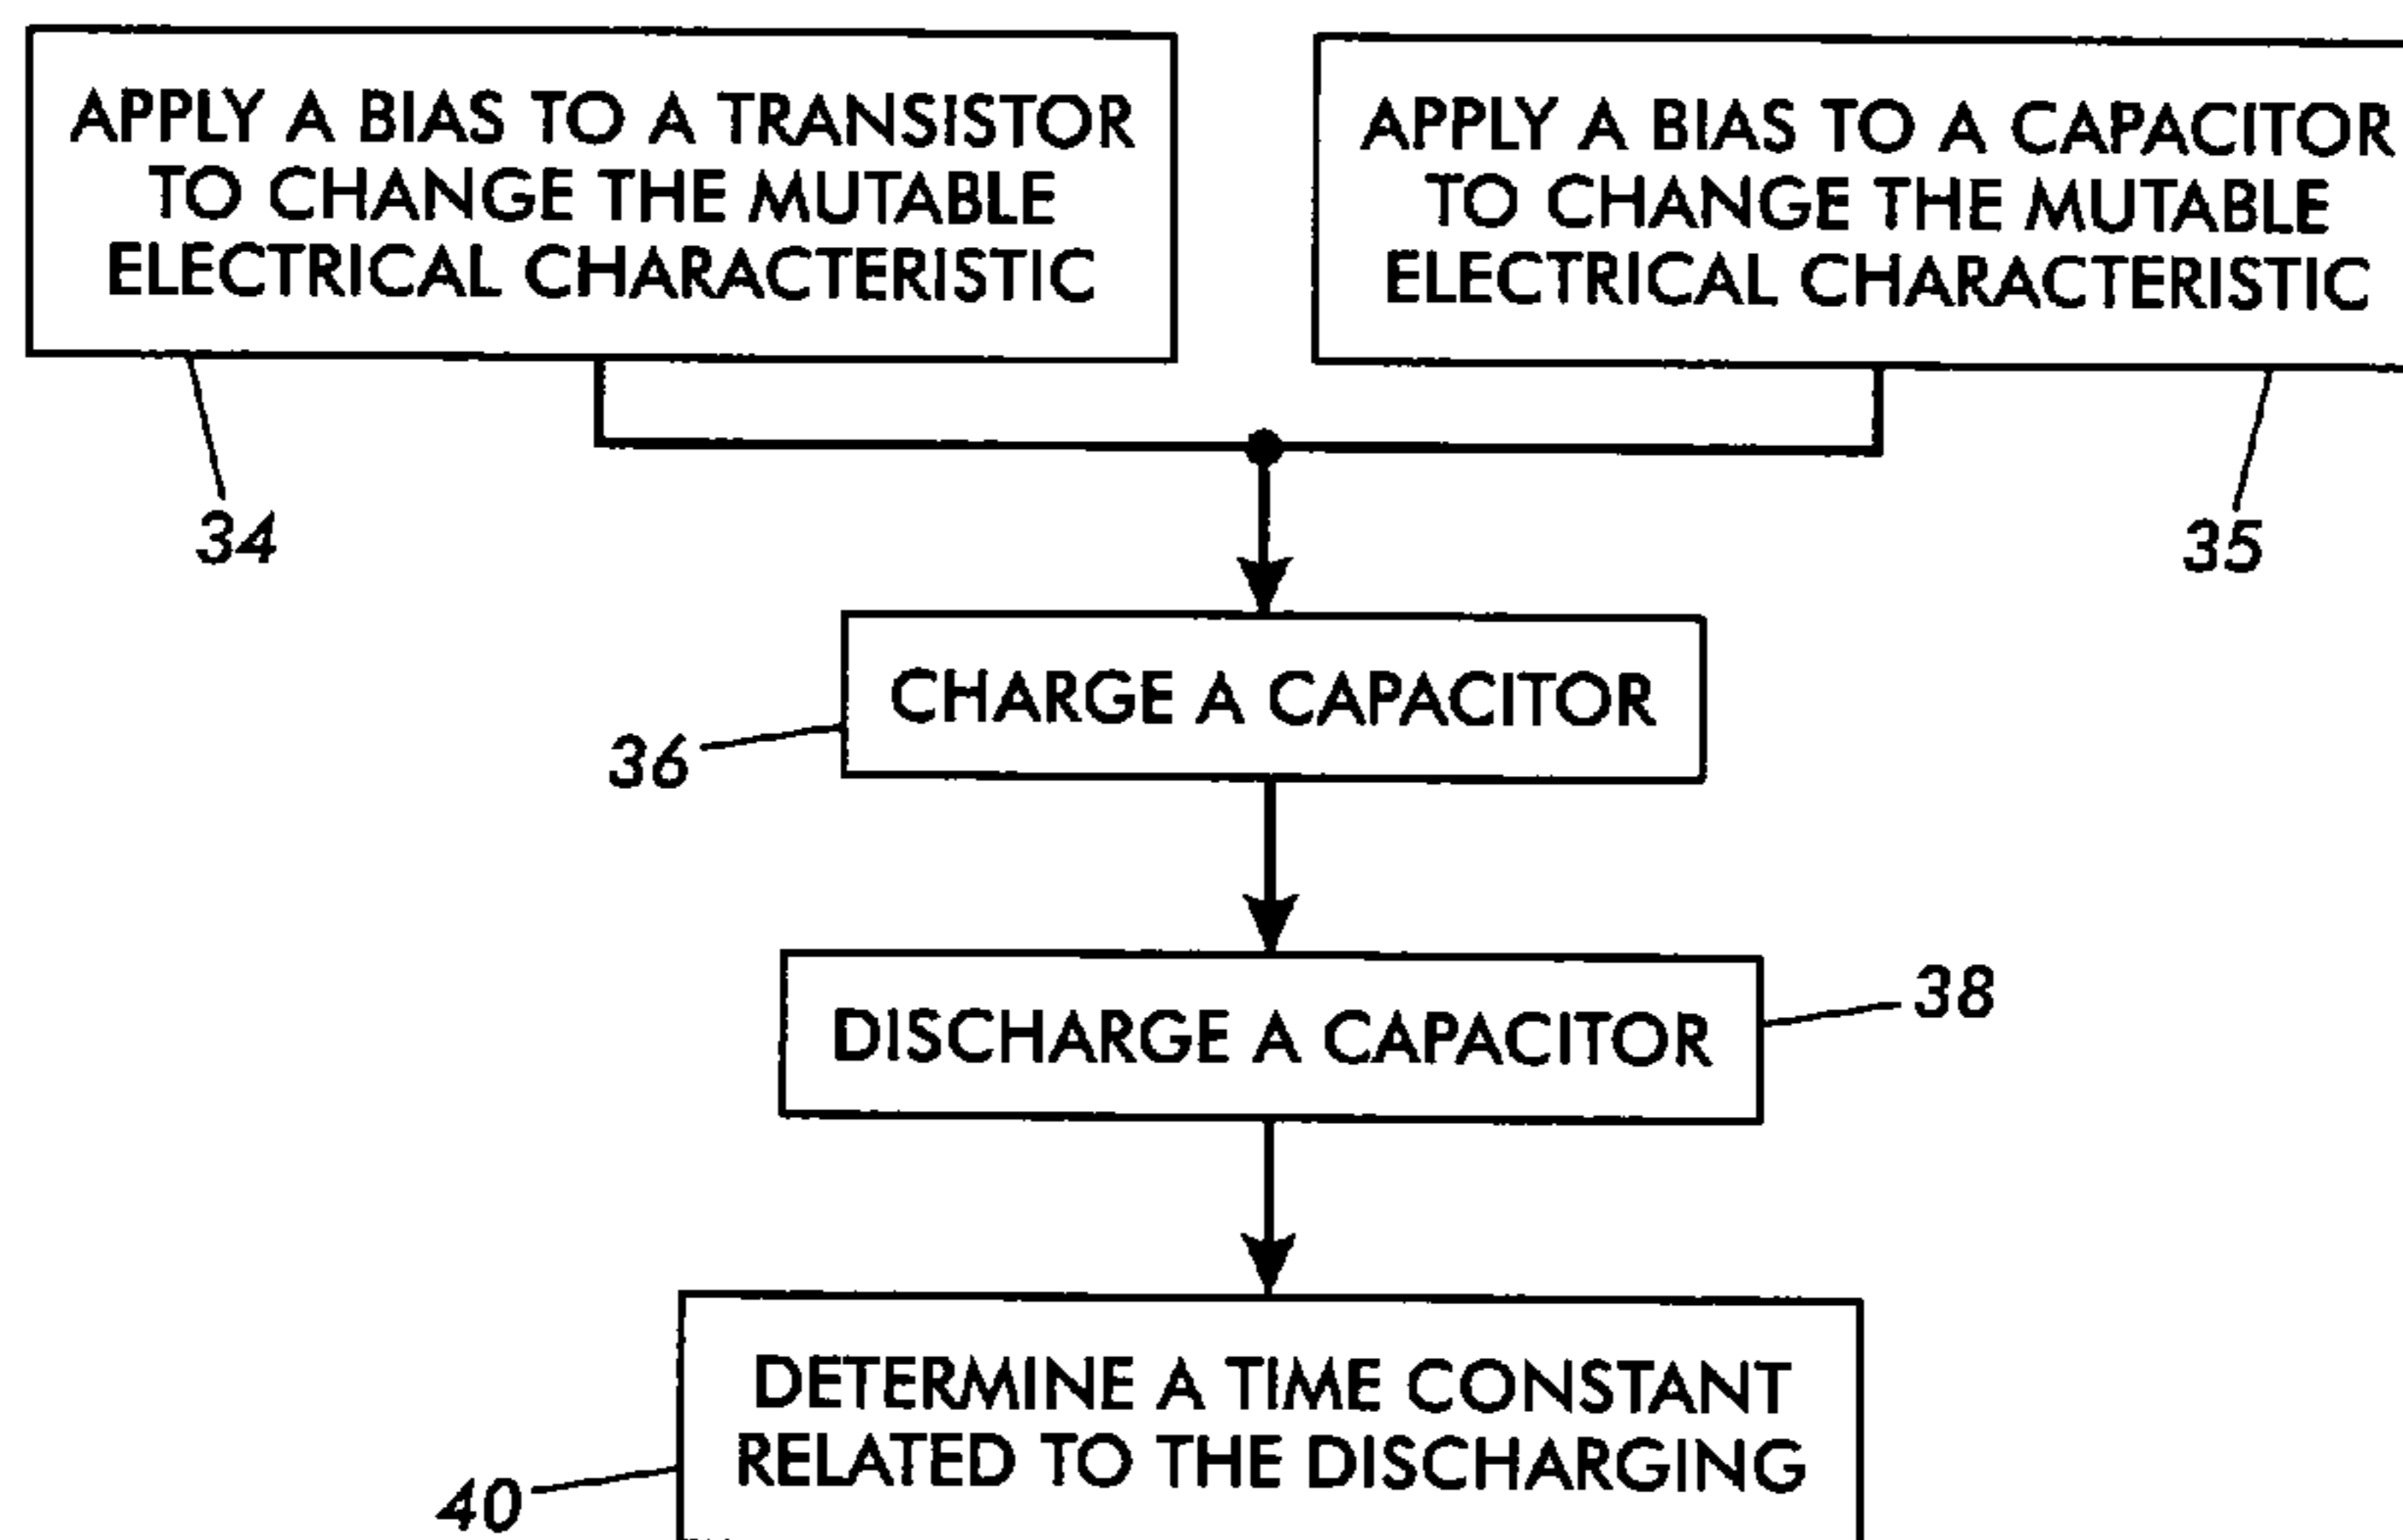 APPLY A BIAS TO A TRANSISTOR
TO CHANGE THE MUTABLE
ELECTRICAL CHARACTERISTIC
APPLY A BIAS TO A CAPACITOR
TO CHANGE THE MUTABLE
ELECTRICAL CHARACTERISTIC
34
35
CHARGE A CAPACITOR
36
DISCHARGE A CAPACITOR
38
DETERMINE A TIME CONSTANT
RELATED TO THE DISCHARGING
40